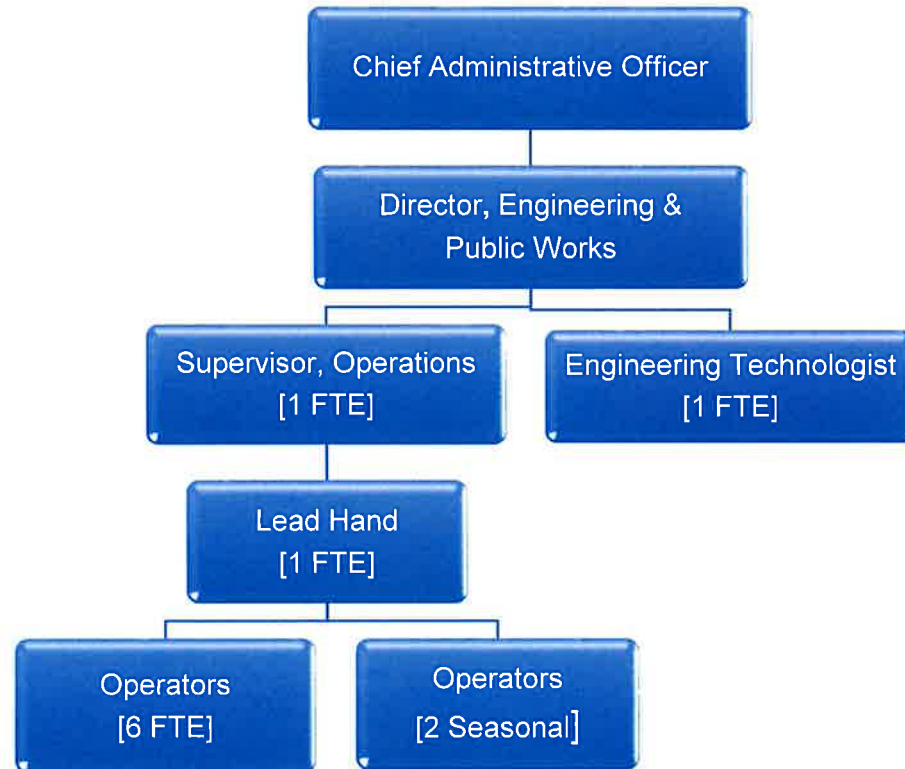 Chief Administrative Officer
Director, Engineering &
Public Works
Supervisor, Operations
[1 FTE]
Engineering Technologist
[1 FTE]
Lead Hand
[1 FTE]
Operators
[6 FTE]
Operators
[2 Seasonal]